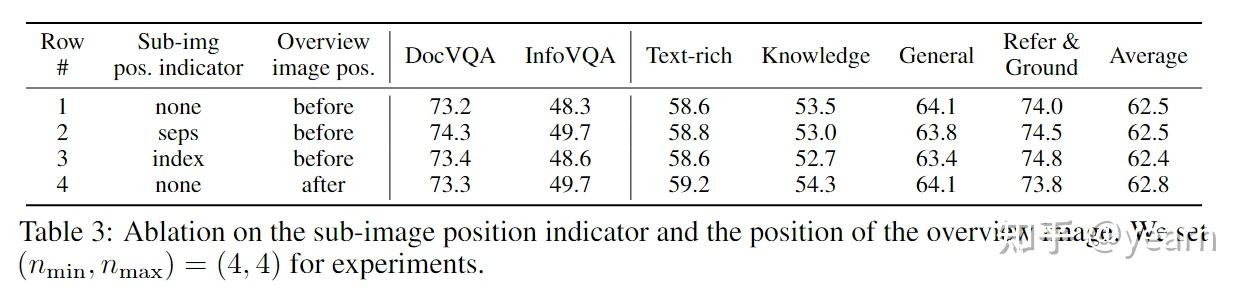 Row Sub-img Overview DocVQA InfoVQA Text-rich Knowledge General Refer & Average
# pos. indicator image pos. Ground
1 none before 73.2 48.3 58.6 53.5 64.1 74.0 62.5
2 seps before 74.3 49.7 58.8 53.0 63.8 74.5 62.5
3 index before 73.4 48.6 58.6 52.7 63.4 74.8 62.4
4 none after 73.3 49.7 59.2 54.3 64.1 73.8 62.8
Table 3: Ablation on the sub-image position indicator and the position of the overview image. We set
(nmin, nmax) = (4, 4) for experiments.
知乎 @yearn